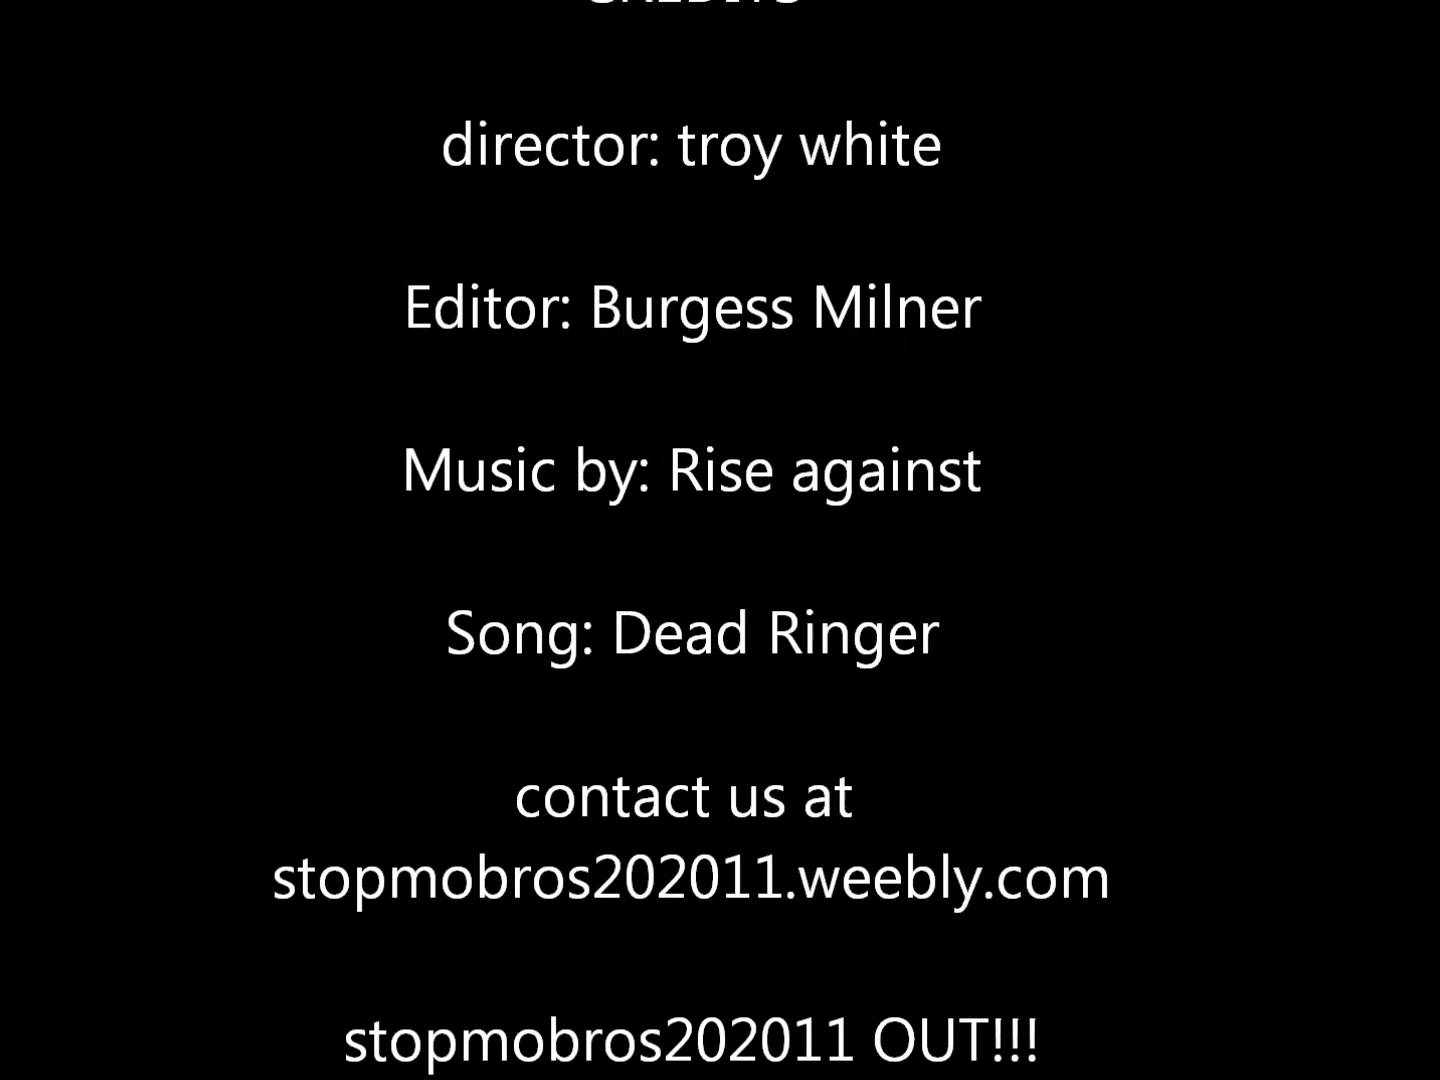 CREDITS
director: troy white
Editor: Burgess Milner
Music by: Rise against
Song: Dead Ringer
contact us at
stopmobros202011.weebly.com
stopmobros202011 OUT!!!